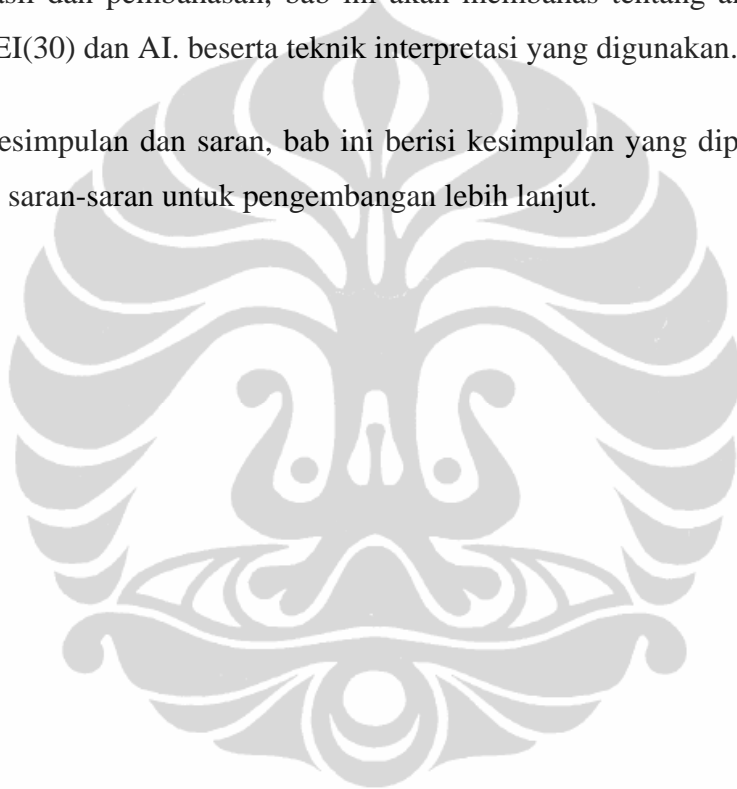 asil dan pembahasan, bab ini akan membahas tentang
EI(30) dan AI. beserta teknik interpretasi yang digunakan.
esimpulan dan saran, bab ini berisi kesimpulan yang dip
saran-saran untuk pengembangan lebih lanjut.